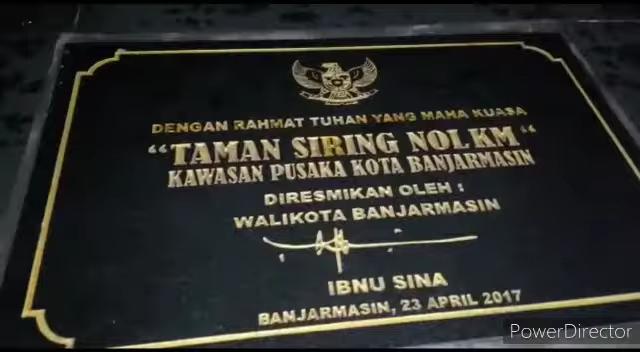 DENGAN RAHMAT TUHAN YANG MAHA KUASA
“TAMAN SIRING NOL KM“
KAWASAN PUSAKA KOTA BANJARMASIN
DIRESMIKAN OLEH :
WALIKOTA BANJARMASIN
IBNU SINA
BANJARMASIN, 23 APRIL 2017
PowerDirector